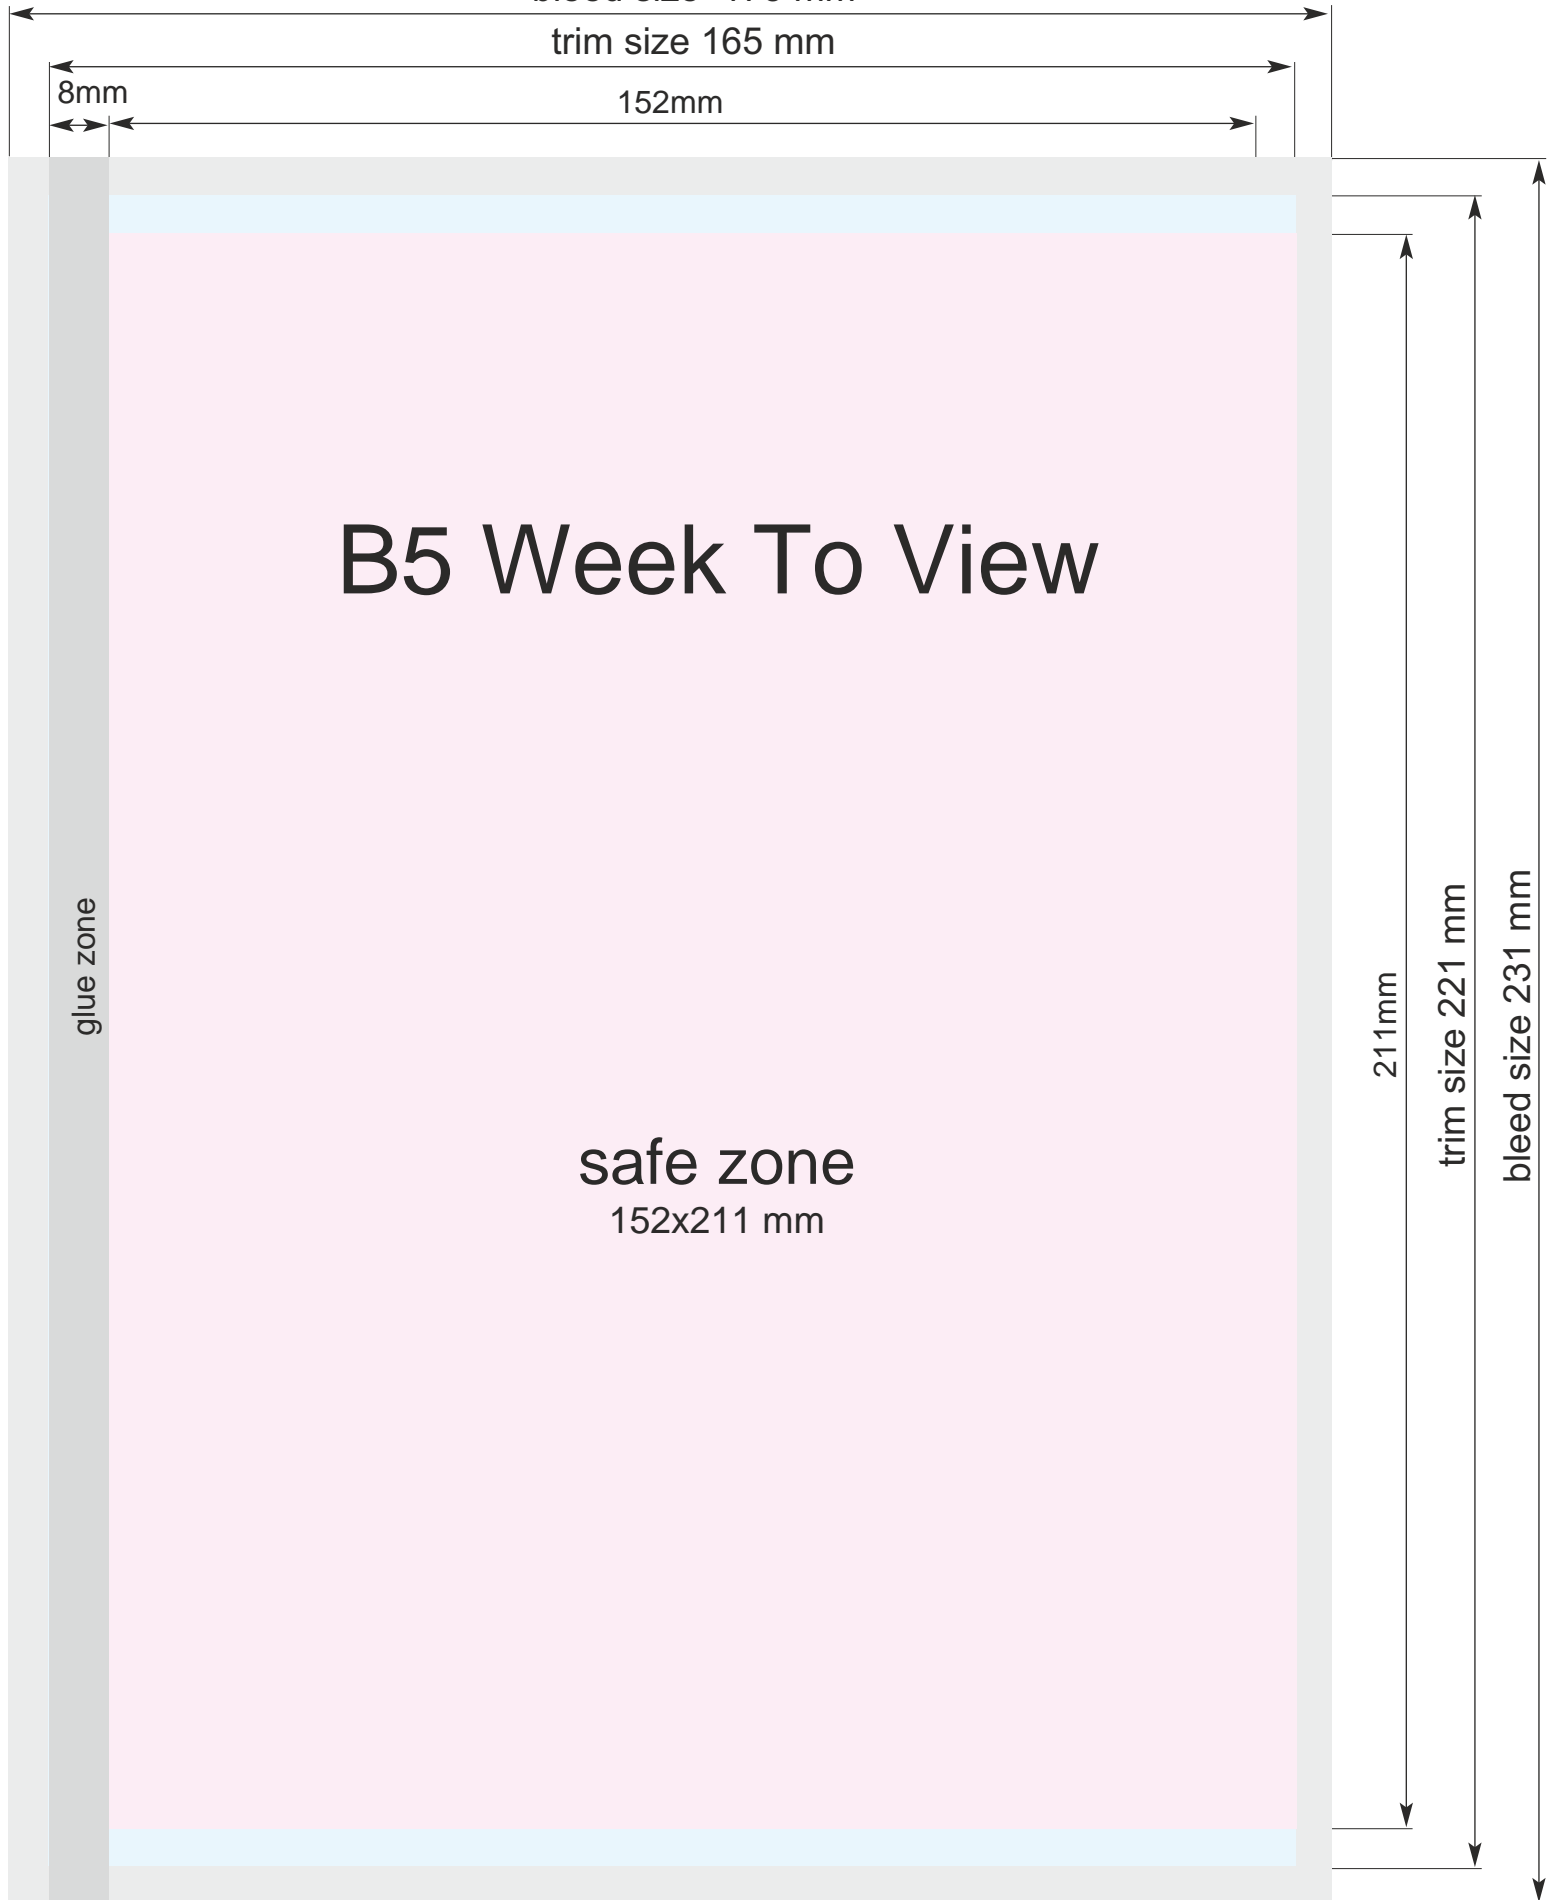 trim size 165 mm
8mm
152mm
B5 Week To View
glue zone
211mm
trim size 221 mm
bleed size 231 mm
safe zone
152x211 mm